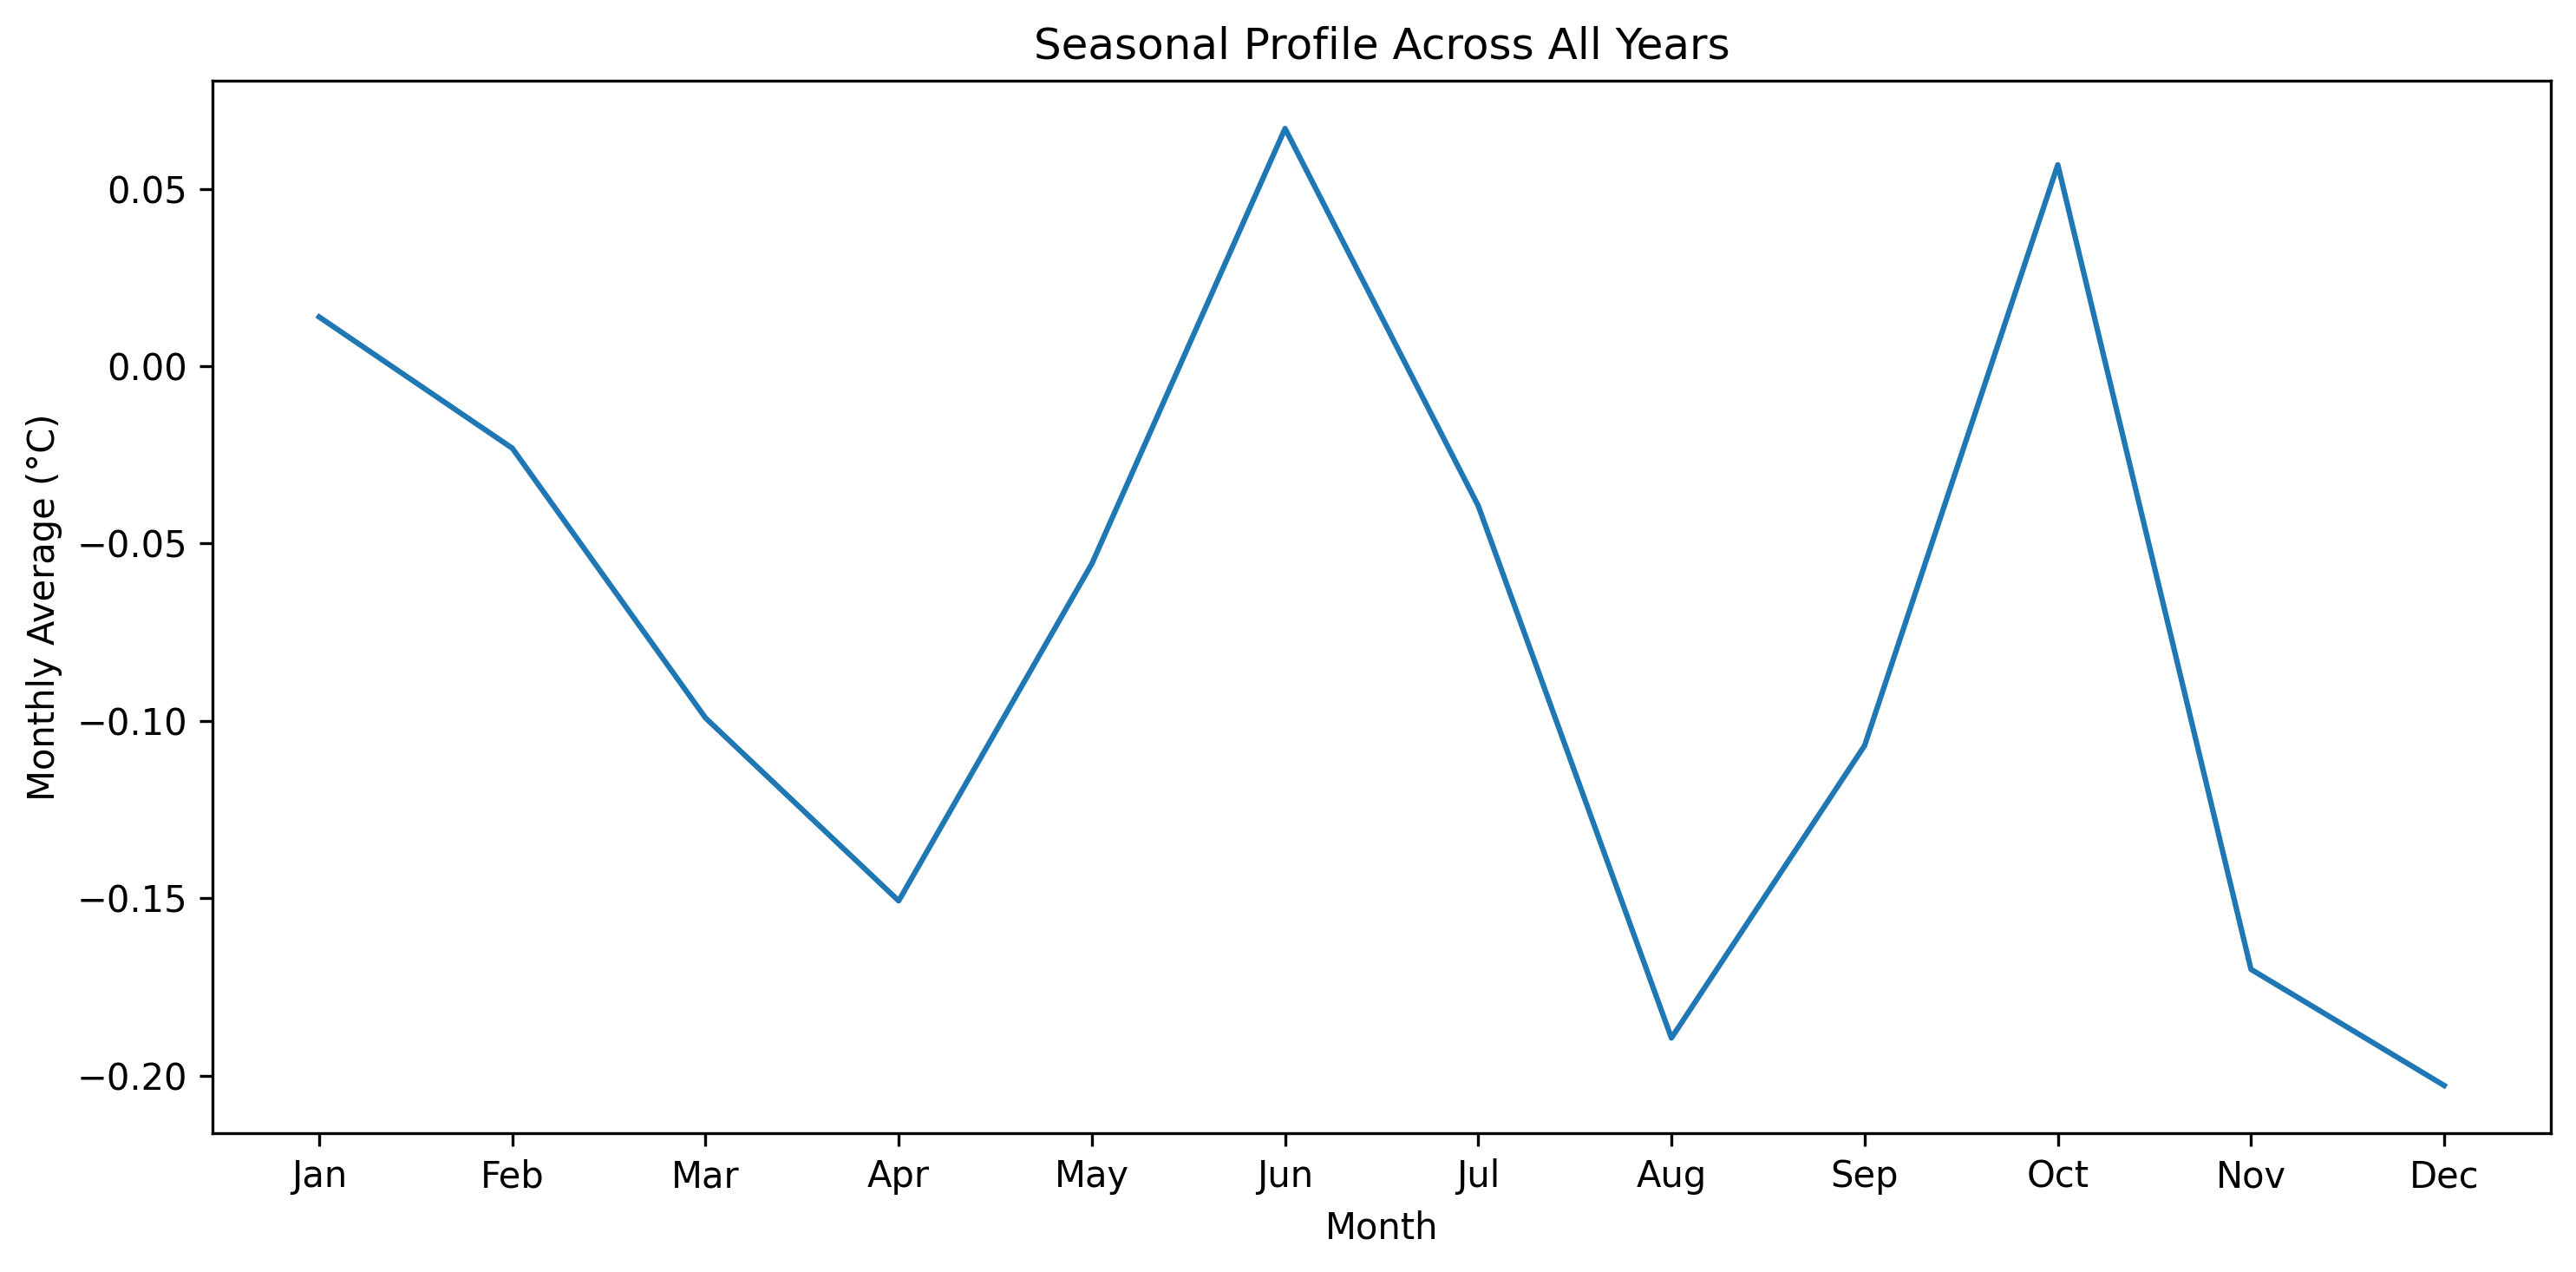 Seasonal Profile Across All Years
Monthly Average (°C)
0.05
0.00
−0.05
−0.10
−0.15
−0.20
Jan Feb Mar Apr May Jun Jul Aug Sep Oct Nov Dec
Month